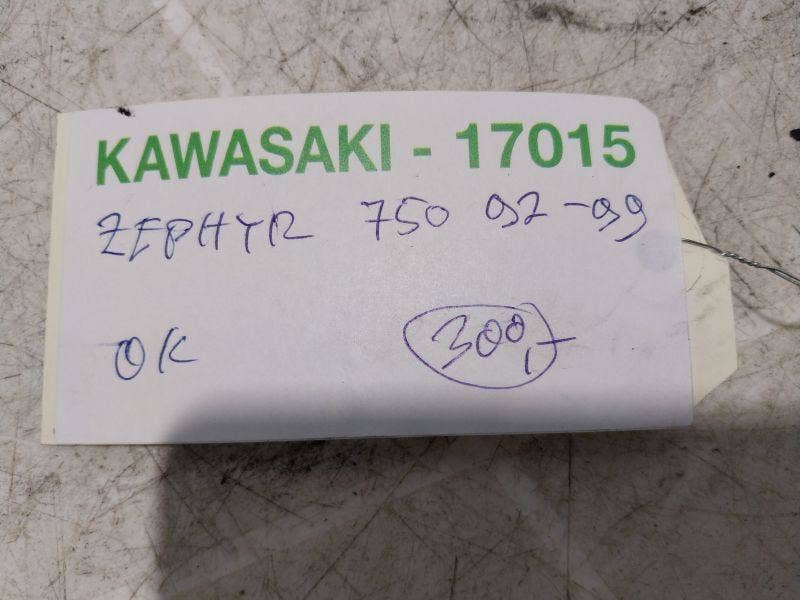 KAWASAKI - 17015
ZEPHYR 750 92-99
OK
300,-